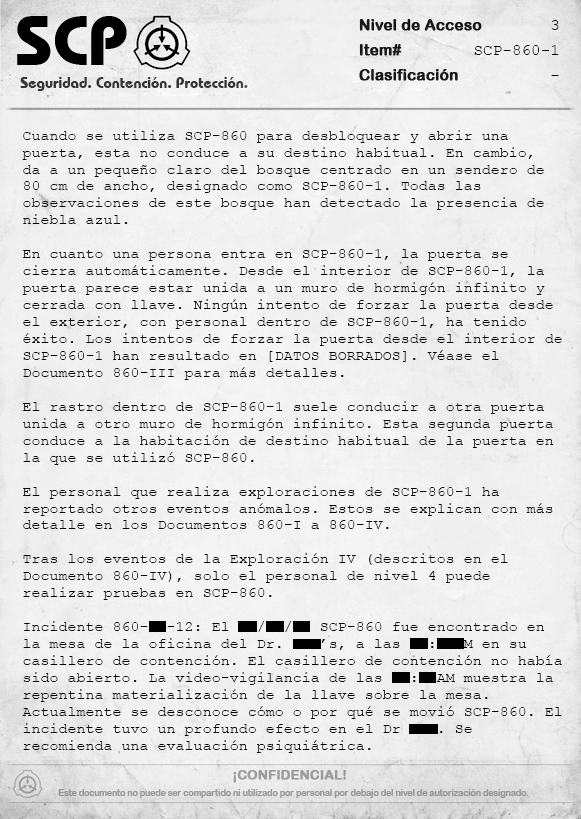 SCP
Seguridad. Contención. Protección.
Nivel de Acceso 3
Item# SCP-860-1
Clasificación -
Cuando se utiliza SCP-860 para desbloquear y abrir una
puerta, esta no conduce a su destino habitual. En cambio,
da a un pequeño claro del bosque centrado en un sendero de
80 cm de ancho, designado como SCP-860-1. Todas las
observaciones de este bosque han detectado la presencia de
niebla azul.
En cuanto una persona entra en SCP-860-1, la puerta se
cierra automáticamente. Desde el interior de SCP-860-1, la
puerta parece estar unida a un muro de hormigón infinito y
cerrada con llave. Ningún intento de forzar la puerta desde
el exterior, con personal dentro de SCP-860-1, ha tenido
éxito. Los intentos de forzar la puerta desde el interior de
SCP-860-1 han resultado en [DATOS BORRADOS]. Véase el
Documento 860-III para más detalles.
El rastro dentro de SCP-860-1 suele conducir a otra puerta
unida a otro muro de hormigón infinito. Esta segunda puerta
conduce a la habitación de destino habitual de la puerta en
la que se utilizó SCP-860.
El personal que realiza exploraciones de SCP-860-1 ha
reportado otros eventos anómalos. Estos se explican con más
detalle en los Documentos 860-I a 860-IV.
Tras los eventos de la Exploración IV (descritos en el
Documento 860-IV), solo el personal de nivel 4 puede
realizar pruebas en SCP-860.
Incidente 860-██-12: El ██/██/██ SCP-860 fue encontrado en
la mesa de la oficina del Dr. ███’s, a las ██:███M en su
casillero de contención. El casillero de contención no había
sido abierto. La video-vigilancia de las ██:██AM muestra la
repentina materialización de la llave sobre la mesa.
Actualmente se desconoce cómo o por qué se movió SCP-860. El
incidente tuvo un profundo efecto en el Dr ███. Se
recomienda una evaluación psiquiátrica.
¡CONFIDENCIAL!
Este documento no puede ser compartido ni utilizado por personal por debajo del nivel de autorización designado.